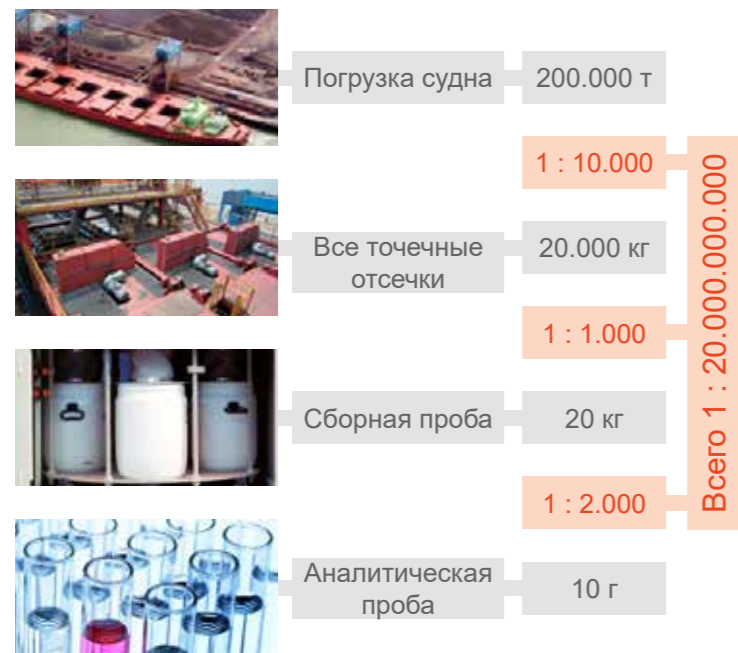 Погрузка судна
200.000 т
1 : 10.000
Все точечные
отсечки
20.000 кг
1 : 1.000
Сборная проба
20 кг
1 : 2.000
Аналитическая
проба
10 г
Всего 1 : 20.000.000.000